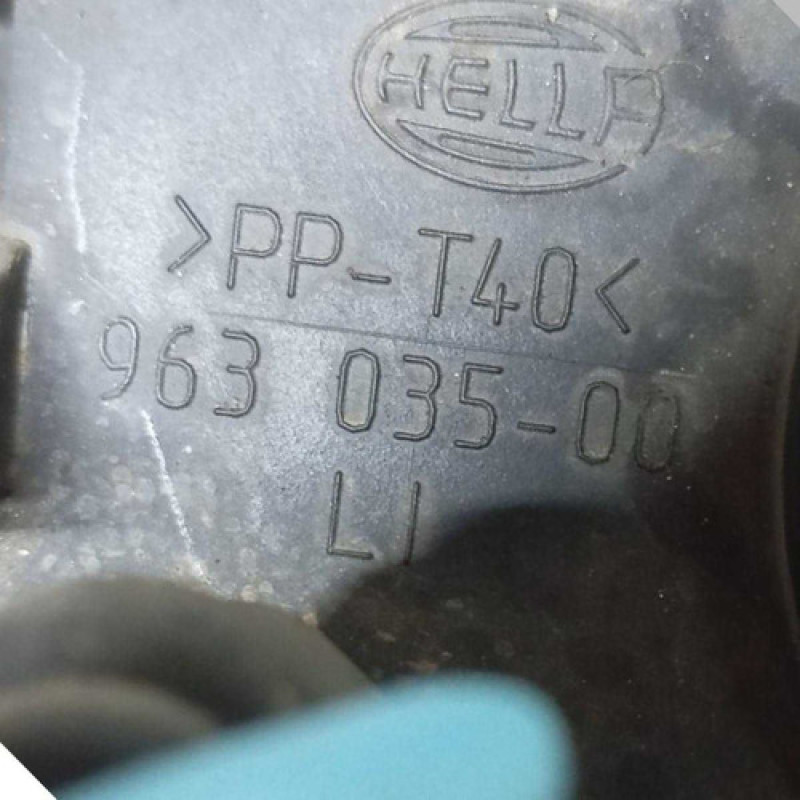 HELLA
>PP-T40<
963 035-00
LI